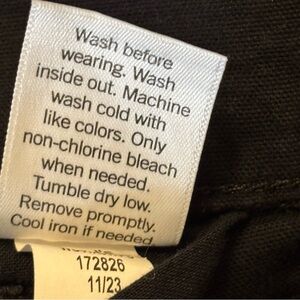 Wash before
wearing. Wash
inside out. Machine
wash cold with
like colors. Only
non-chlorine bleach
when needed.
Tumble dry low.
Remove promptly.
Cool iron if needed
172826
11/23